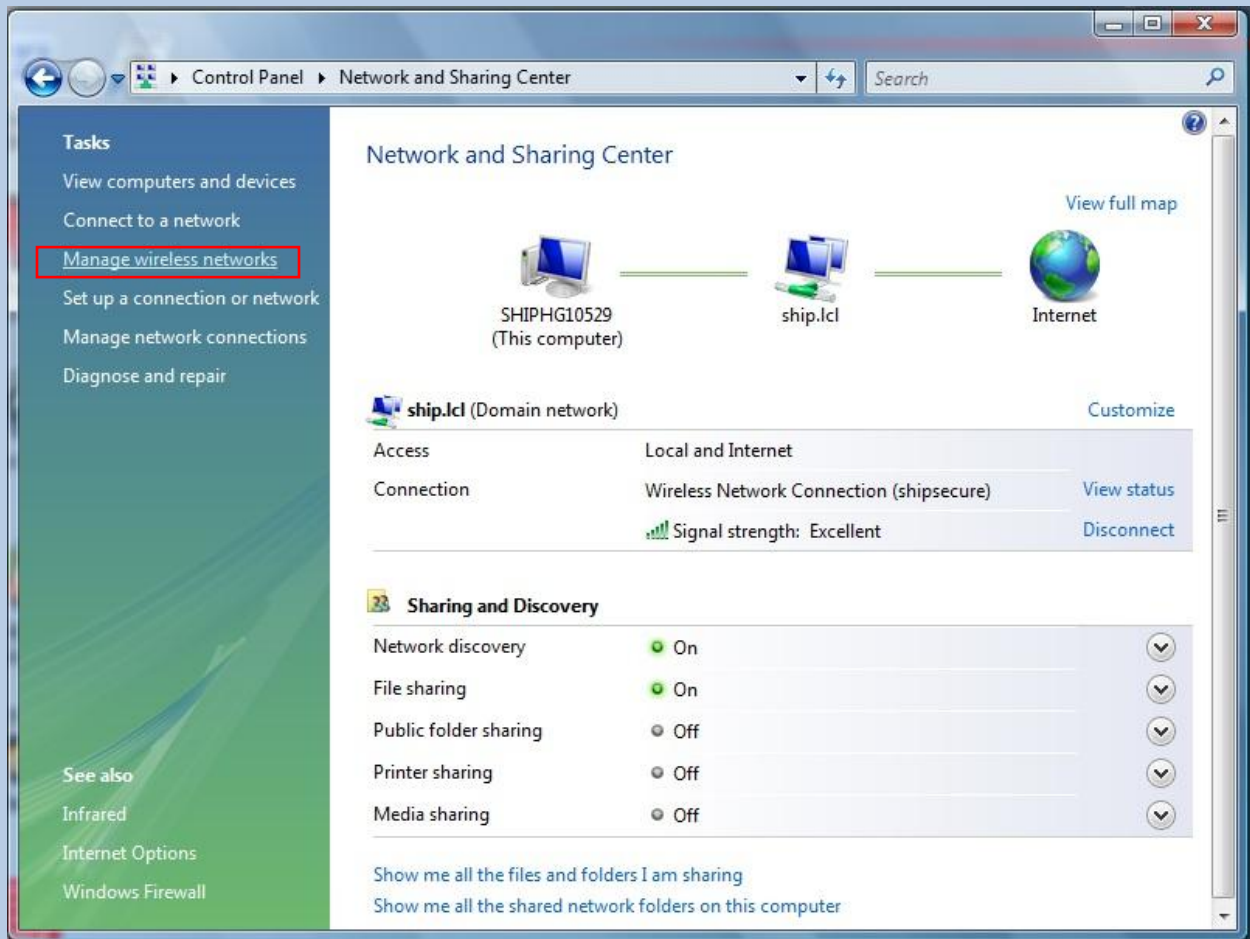 Control Panel Network and Sharing Center Search
Tasks
View computers and devices
Connect to a network
Manage wireless networks
Set up a connection or network
Manage network connections
Diagnose and repair
See also
Infrared
Internet Options
Windows Firewall
Network and Sharing Center
View full map
SHIPHG10529
(This computer)
ship.lcl
Internet
ship.lcl (Domain network) Customize
Access Local and Internet
Connection Wireless Network Connection (shipsecure) View status
Signal strength: Excellent Disconnect
Sharing and Discovery
Network discovery On
File sharing On
Public folder sharing Off
Printer sharing Off
Media sharing Off
Show me all the files and folders I am sharing
Show me all the shared network folders on this computer